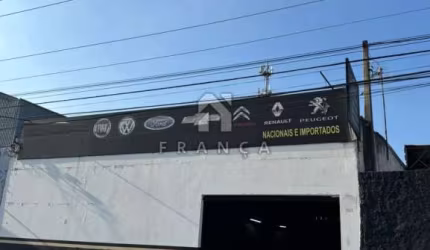 RENAULT PEUGEOT
NACIONAIS E IMPORTADOS
FRANÇA